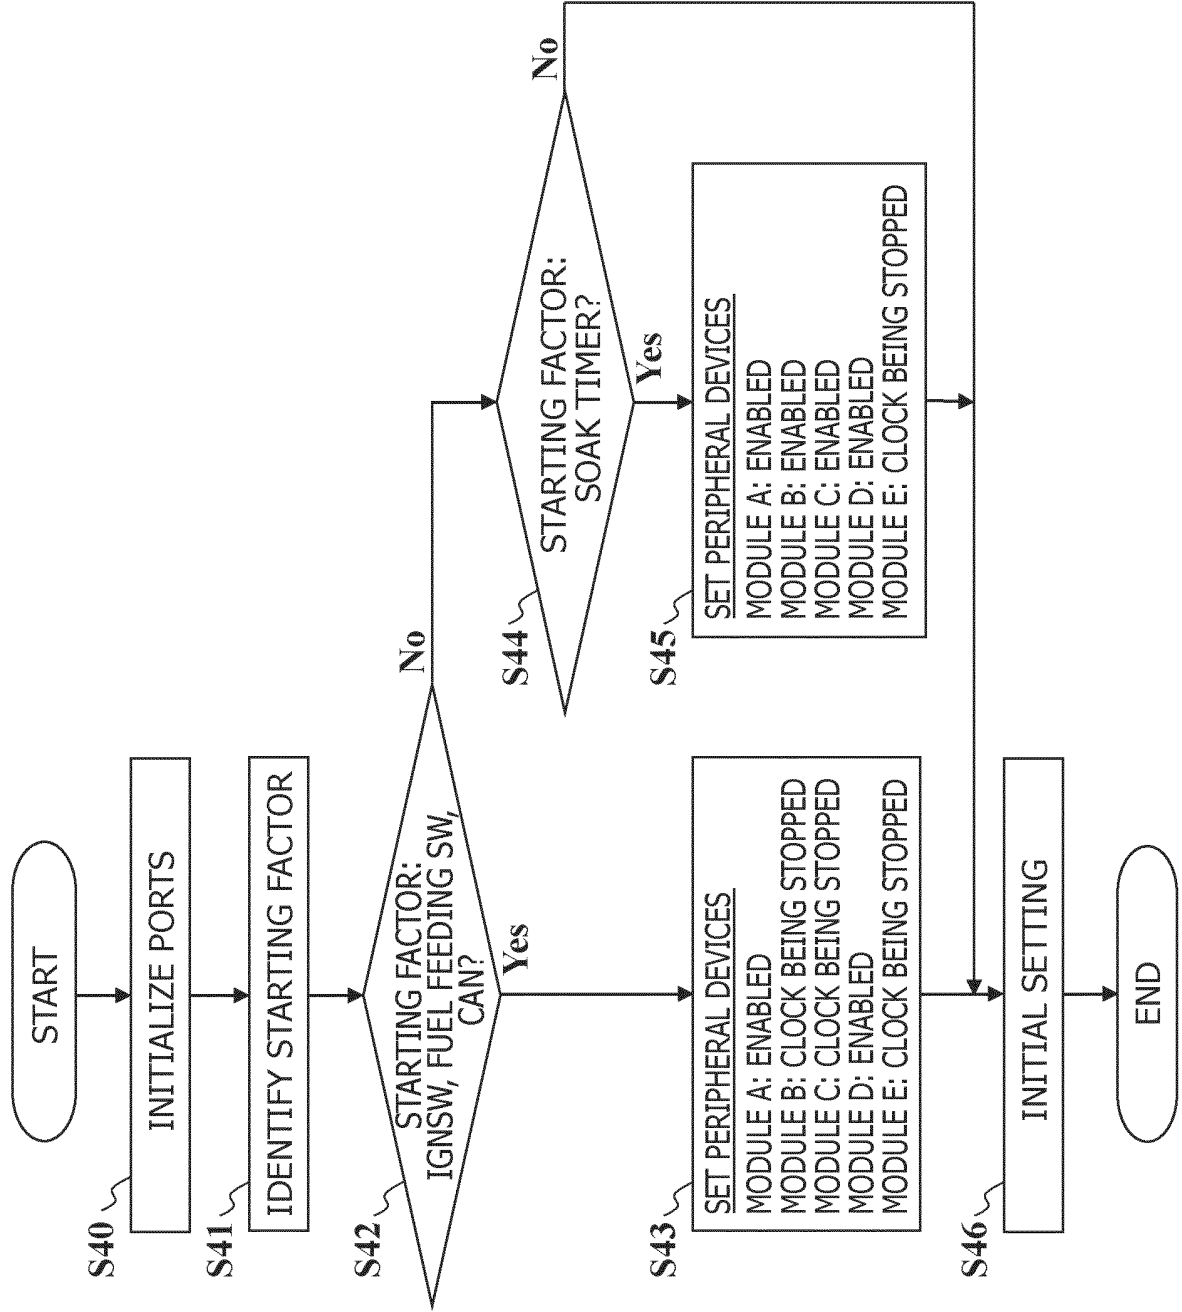 START
S40
INITIALIZE PORTS
S41
IDENTIFY STARTING FACTOR
S42
STARTING FACTOR:
IGNSW, FUEL FEEDING SW,
CAN?
No
Yes
S44
STARTING FACTOR:
SOAK TIMER?
No
Yes
S43
SET PERIPHERAL DEVICES
MODULE A: ENABLED
MODULE B: CLOCK BEING STOPPED
MODULE C: CLOCK BEING STOPPED
MODULE D: ENABLED
MODULE E: CLOCK BEING STOPPED
S45
SET PERIPHERAL DEVICES
MODULE A: ENABLED
MODULE B: ENABLED
MODULE C: ENABLED
MODULE D: ENABLED
MODULE E: CLOCK BEING STOPPED
S46
INITIAL SETTING
END